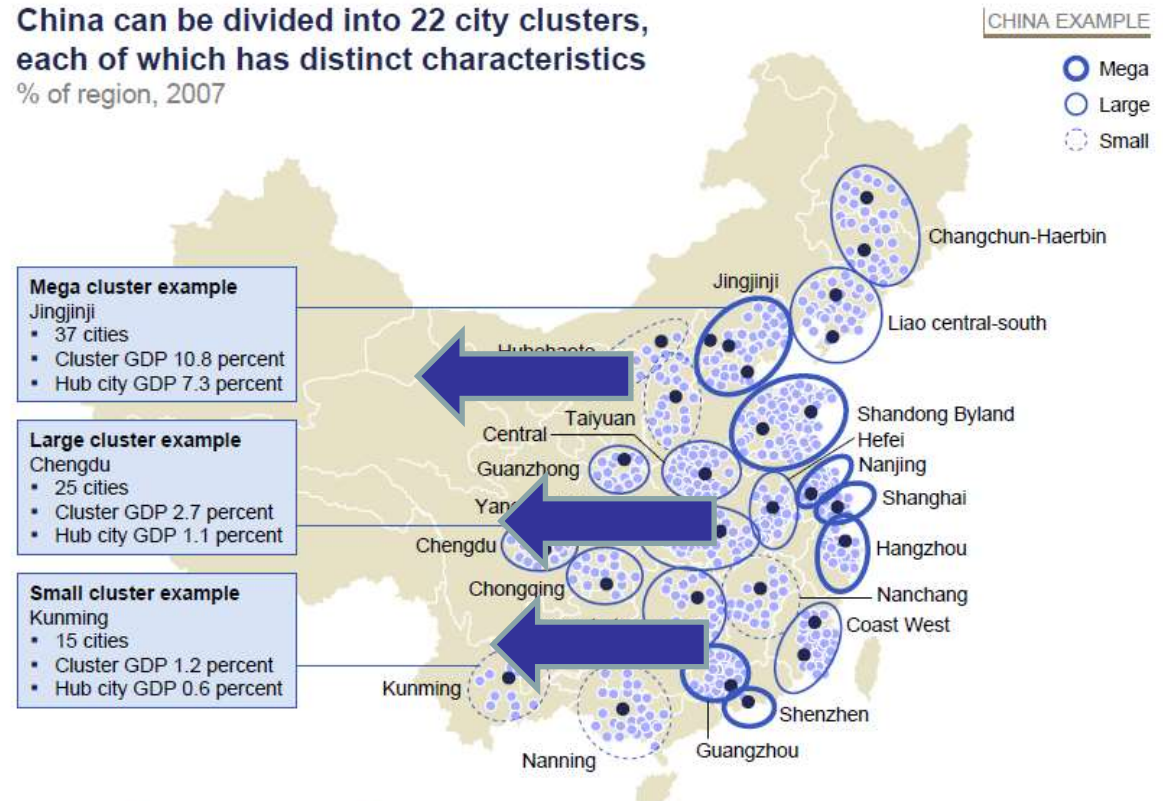 China can be divided into 22 city clusters,
each of which has distinct characteristics
% of region, 2007
CHINA EXAMPLE
Mega
Large
Small
Changchun-Haerbin
Jingjinji
Liao central-south
Mega cluster example
Jingjinji
▪ 37 cities
▪ Cluster GDP 10.8 percent
▪ Hub city GDP 7.3 percent
Taiyuan
Central
Guanzhong
Shandong Byland
Hefei
Nanjing
Shanghai
Large cluster example
Chengdu
▪ 25 cities
▪ Cluster GDP 2.7 percent
▪ Hub city GDP 1.1 percent
Chengdu
Chongqing
Hangzhou
Nanchang
Coast West
Small cluster example
Kunming
▪ 15 cities
▪ Cluster GDP 1.2 percent
▪ Hub city GDP 0.6 percent
Kunming
Nanning
Guangzhou
Shenzhen